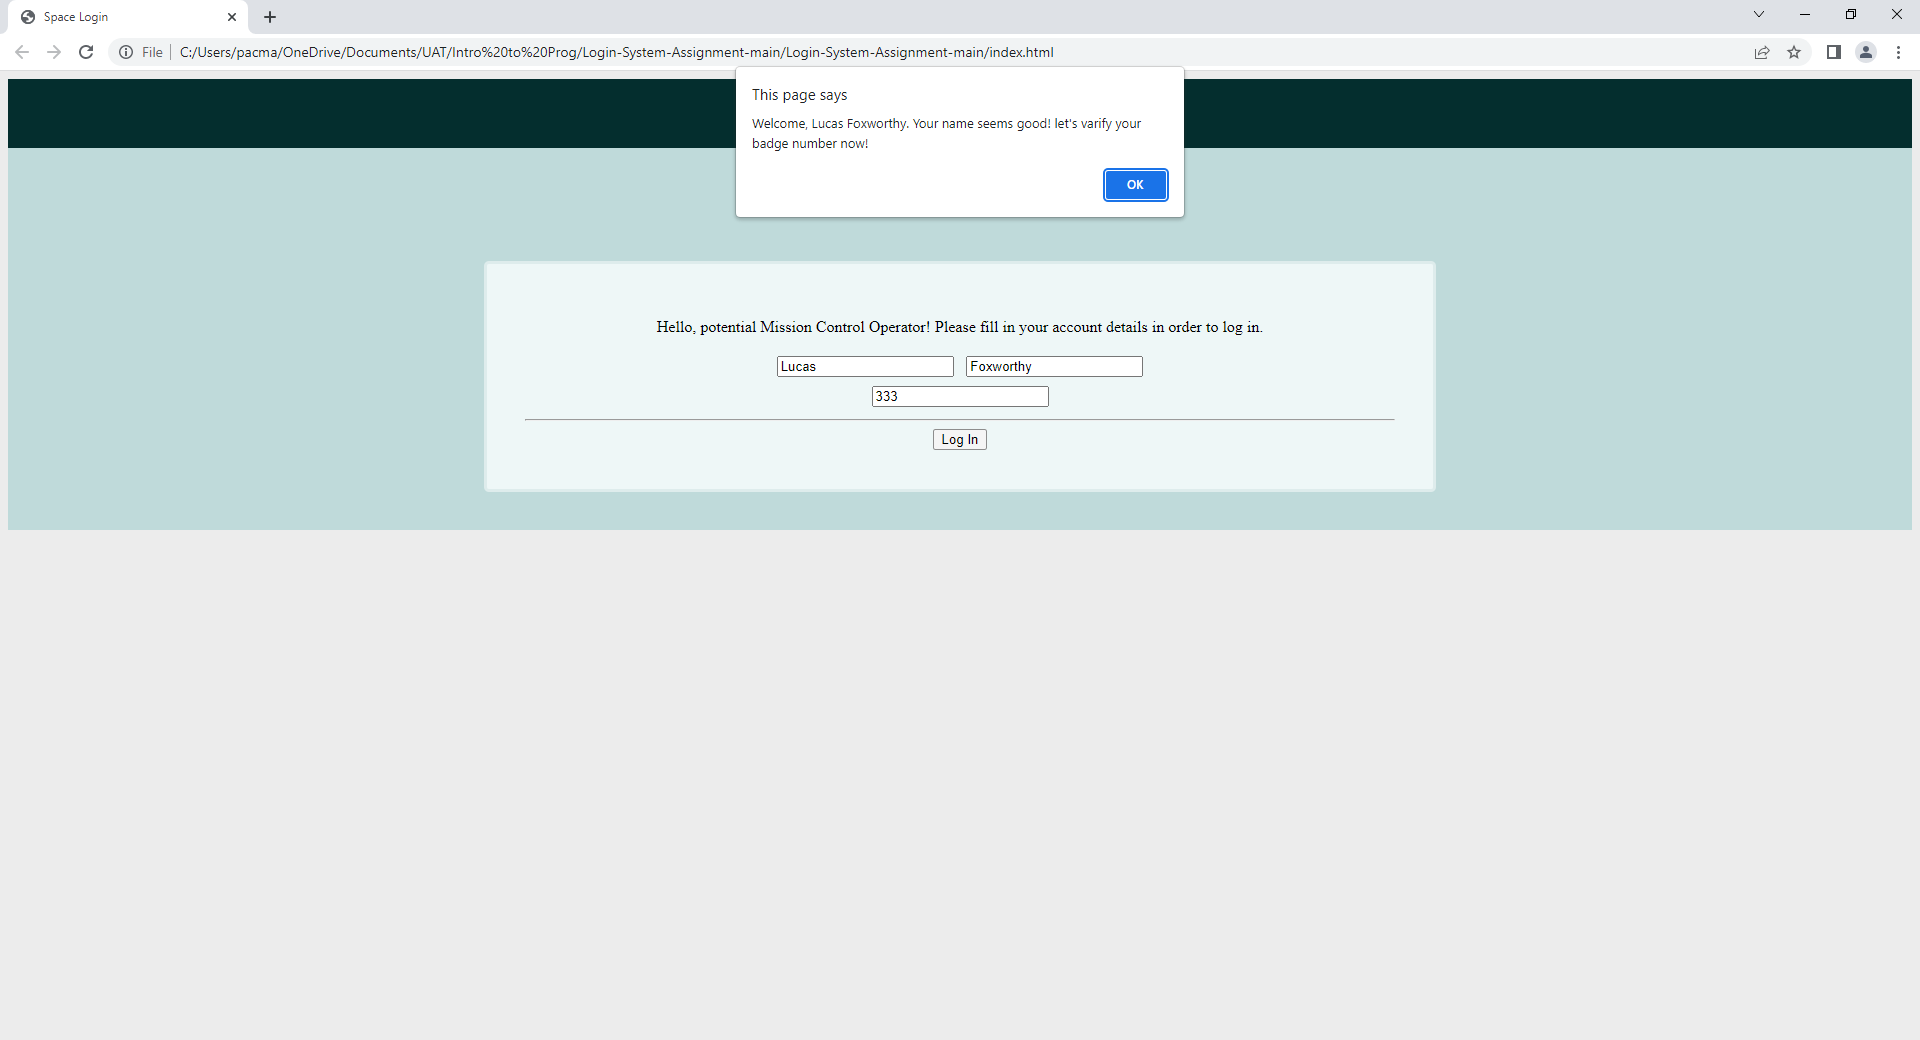 Space Login
File C:/Users/pacma/OneDrive/Documents/UAT/Intro%20to%20Prog/Login-System-Assignment-main/Login-System-Assignment-main/index.html
This page says
Welcome, Lucas Foxworthy. Your name seems good! let's varify your
badge number now!
OK
Hello, potential Mission Control Operator! Please fill in your account details in order to log in.
Lucas Foxworthy
333
Log In